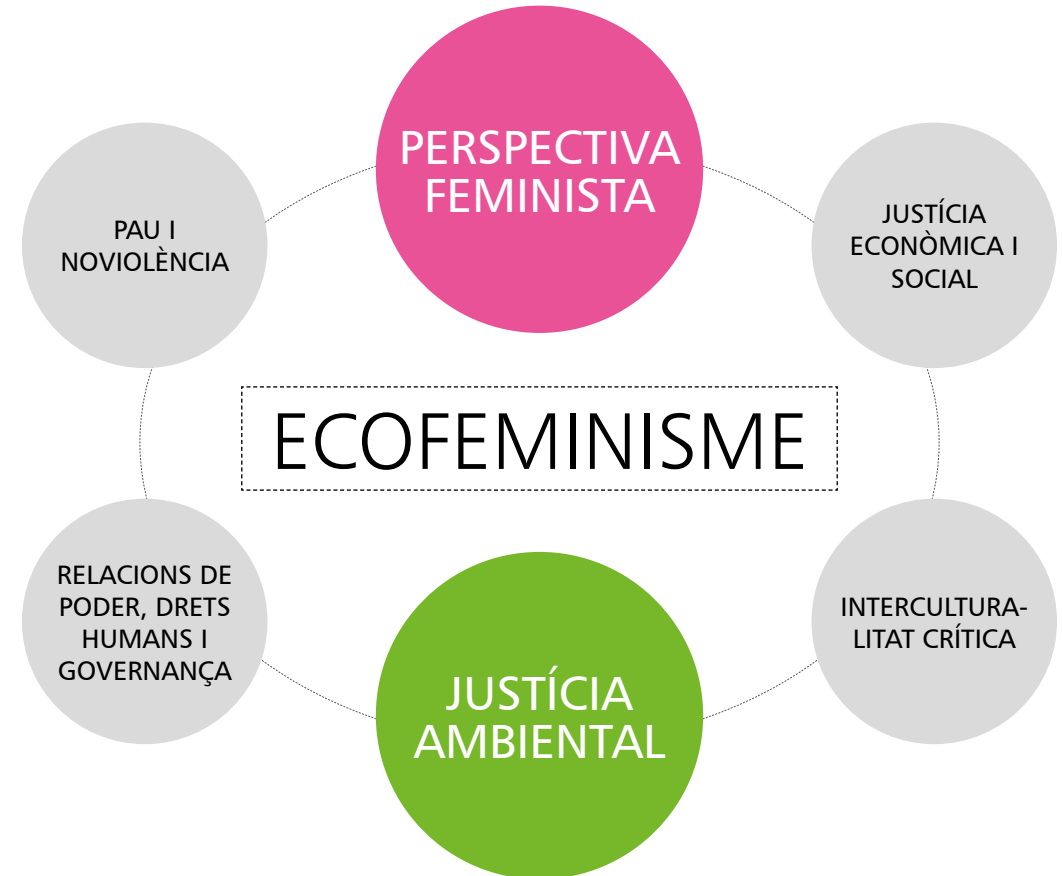 PERSPECTIVA
FEMINISTA
PAU I
NOVIOLÈNCIA
JUSTÍCIA
ECONÒMICA I
SOCIAL
ECOFEMINISME
RELACIONS DE
PODER, DRETS
HUMANS I
GOVERNANÇA
INTERCULTURA-
LITAT CRÍTICA
JUSTÍCIA
AMBIENTAL